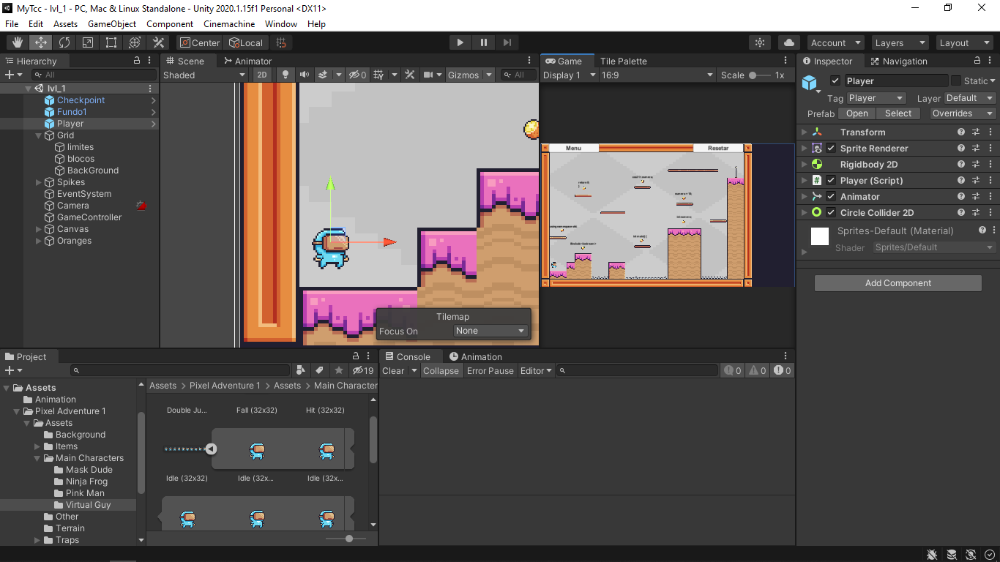 MyTcc - lvl_1 - PC, Mac & Linux Standalone - Unity 2020.1.15f1 Personal <DX11>
File Edit Assets GameObject Component Cinemachine Window Help
Center Local Account Layers Layout
Hierarchy
All
lvl_1
Checkpoint
Fundo1
Player
Grid
limites
blocos
BackGround
Spikes
EventSystem
Camera
GameController
Canvas
Oranges
Scene Animator
Shaded 2D 0 Gizmos All
Tilemap
Focus On None
Game Tile Palette
Display 1 16:9 Scale 1x
Menu Resetar
Inspector Navigation
Player Static
Tag Player Layer Default
Prefab Open Select Overrides
Transform
Sprite Renderer
Rigidbody 2D
Player (Script)
Animator
Circle Collider 2D
Sprites-Default (Material)
Shader Sprites/Default
Add Component
Project
19
Assets
Animation
Pixel Adventure 1
Assets
Background
Items
Main Characters
Mask Dude
Ninja Frog
Pink Man
Virtual Guy
Other
Terrain
Traps
Assets > Pixel Adventure 1 > Assets > Main Character
Double Ju... Fall (32x32) Hit (32x32)
Idle (32x32) Idle (32x... Idle (32x...
Console Animation
Clear Collapse Error Pause Editor 0 0 0